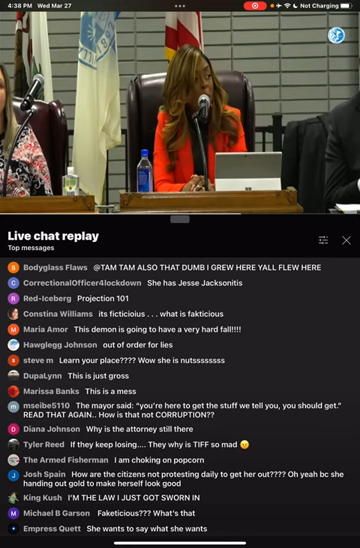 4:38 PM Wed Mar 27
Not Charging
Live chat replay
Top messages
Bodyglass Flaws @TAM TAM ALSO THAT DUMB I GREW HERE YALL FLEW HERE
CorrectionalOfficer4lockdown She has Jesse Jacksonitis
Red-Iceberg Projection 101
Constina Williams its ficticioius . . . what is fakticious
Maria Amor This demon is going to have a very hard fall!!!!
Hawglegg Johnson out of order for lies
steve m Learn your place???? Wow she is nutsssssss
DupaLynn This is just gross
Marissa Banks This is a mess
mseibe5110 The mayor said: “you’re here to get the stuff we tell you, you should get.”
READ THAT AGAIN.. How is that not CORRUPTION??
Diana Johnson Why is the attorney still there
Tyler Reed If they keep losing.... They why is TIFF so mad
The Armed Fisherman I am choking on popcorn
Josh Spain How are the citizens not protesting daily to get her out???? Oh yeah bc she
handing out gold to make herself look good
King Kush I'M THE LAW I JUST GOT SWORN IN
Michael B Garson Faketicious??? What's that
Empress Quett She wants to say what she wants